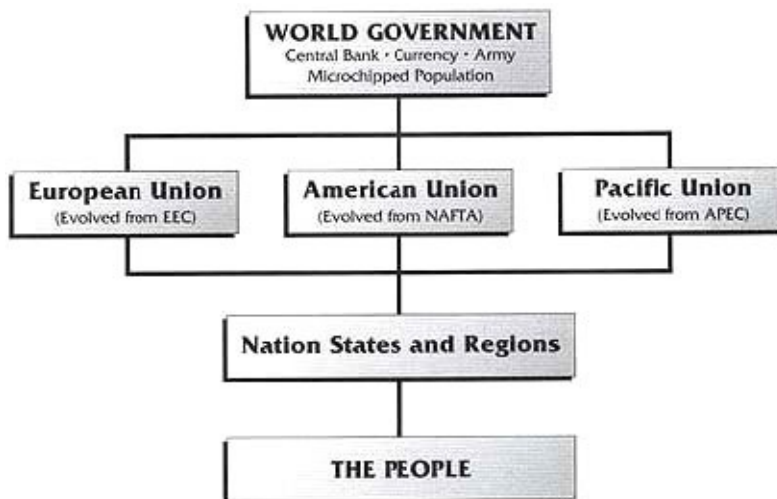 WORLD GOVERNMENT
Central Bank · Currency · Army
Microchipped Population
European Union
(Evolved from EEC)
American Union
(Evolved from NAFTA)
Pacific Union
(Evolved from APEC)
Nation States and Regions
THE PEOPLE